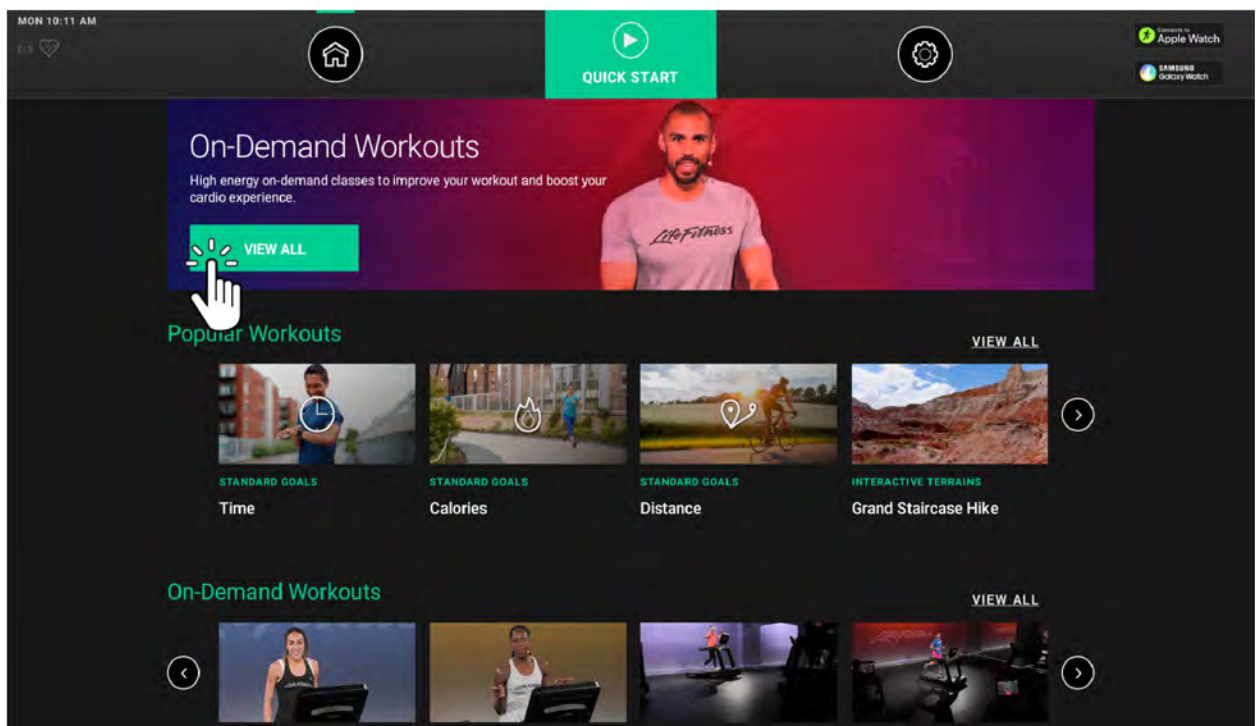 MON 10:11 AM
QUICK START
Connects to
Apple Watch
SAMSUNG
Galaxy Watch
On-Demand Workouts
High energy on-demand classes to improve your workout and boost your
cardio experience.
VIEW ALL
LifeFitness
Popular Workouts
VIEW ALL
STANDARD GOALS
STANDARD GOALS
STANDARD GOALS
INTERACTIVE TERRAINS
Time
Calories
Distance
Grand Staircase Hike
On-Demand Workouts
VIEW ALL